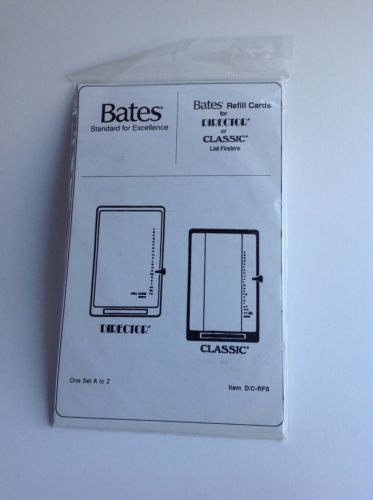 Bates®
Standard for Excellence
Bates® Refill Cards
for
DIRECTOR®
or
CLASSIC®
List Finders
DIRECTOR®
CLASSIC®
One Set A to Z
Item D/C-RFS